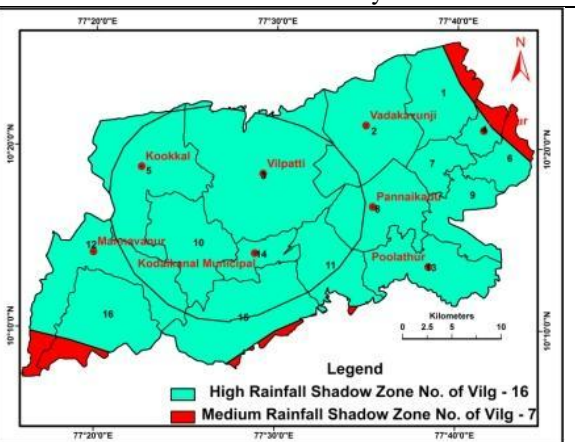 77°20'0"E 77°30'0"E 77°40'0"E
N
1
Vadakavunji
2
4
10°20'0"N 10°20'0"N
Kookkal
5
Vilpatti
7
6
9
Pannaikadu
12
Mannavanur
10
Kodaikanal Municipal
14
11
Poolathur
13
10°10'0"N 10°10'0"N
16
15
Kilometers
0 2.5 5 10
Legend
High Rainfall Shadow Zone No. of Vilg - 16
Medium Rainfall Shadow Zone No. of Vilg - 7
77°20'0"E 77°30'0"E 77°40'0"E